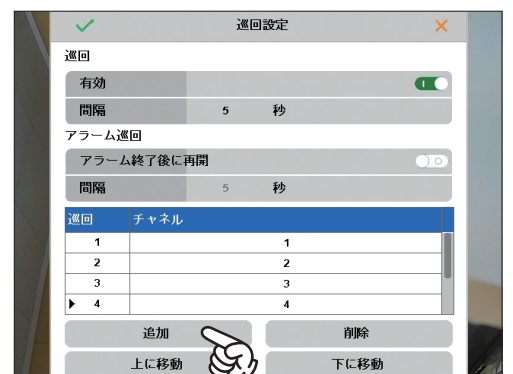 巡回設定
巡回
有効
間隔 5 秒
アラーム巡回
アラーム終了後に再開
間隔 5 秒
巡回 チャネル
1 1
2 2
3 3
4 4
追加 削除
上に移動 下に移動